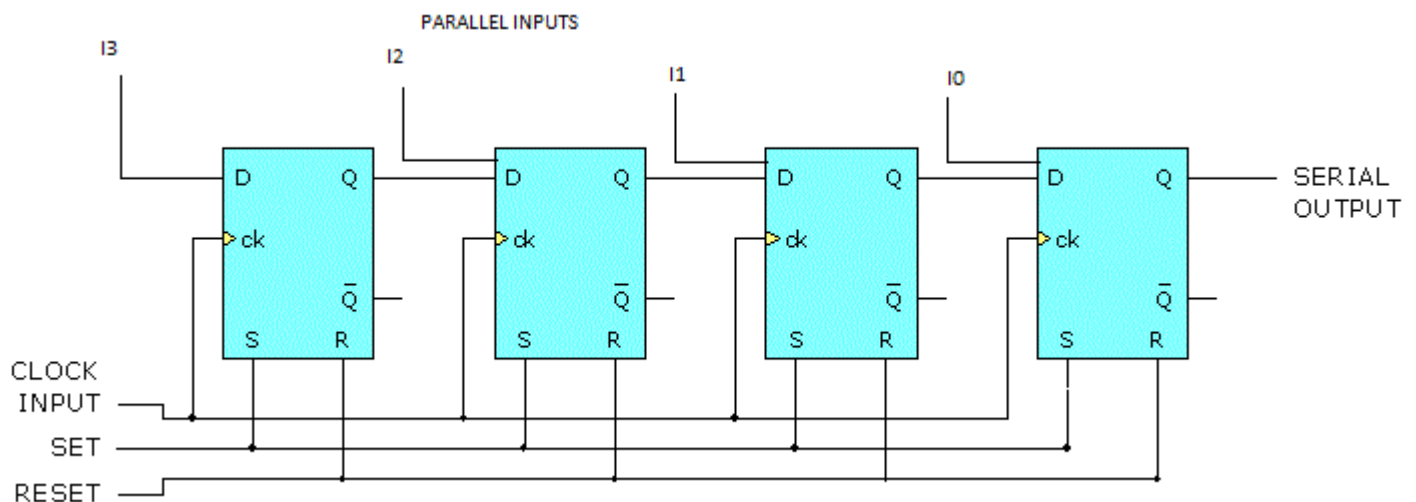 PARALLEL INPUTS
I3
I2
I1
I0
D Q
ck
Q̅
S R
D Q
ck
Q̅
S R
D Q
ck
Q̅
S R
D Q
ck
Q̅
S R
SERIAL
OUTPUT
CLOCK
INPUT
SET
RESET